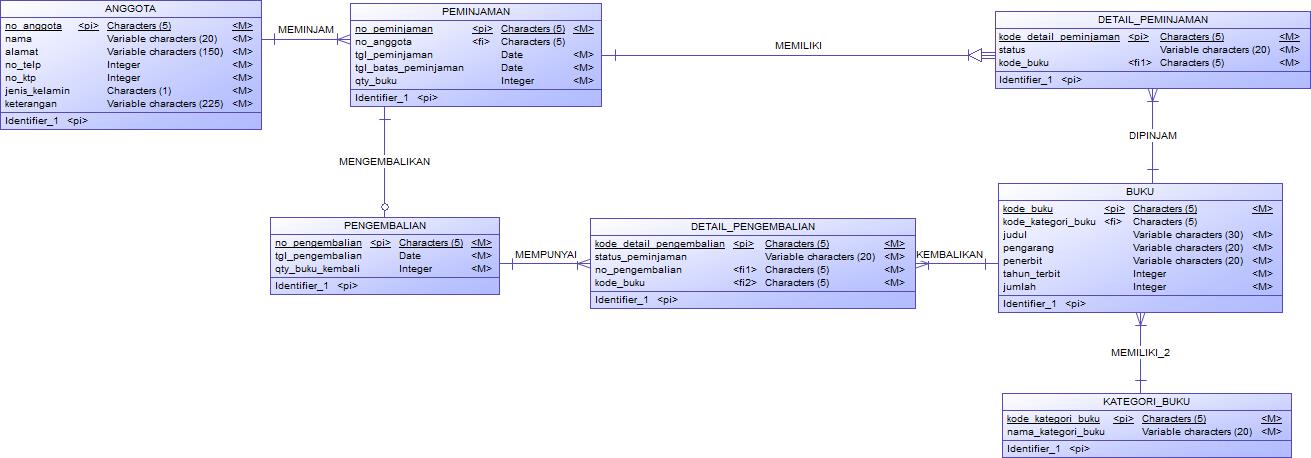 ANGGOTA
no_anggota <pi> Characters (5) <M>
nama Variable characters (20) <M>
alamat Variable characters (150) <M>
no_telp Integer <M>
no_ktp Integer <M>
jenis_kelamin Characters (1) <M>
keterangan Variable characters (225) <M>
Identifier_1 <pi>
MEMINJAM
PEMINJAMAN
no_peminjaman <pi> Characters (5) <M>
no_anggota <fi> Characters (5)
tgl_peminjaman Date <M>
tgl_batas_peminjaman Date <M>
qty_buku Integer <M>
Identifier_1 <pi>
MEMILIKI
DETAIL_PEMINJAMAN
kode_detail_peminjaman <pi> Characters (5) <M>
status Variable characters (20) <M>
kode_buku <fi1> Characters (5) <M>
Identifier_1 <pi>
MENGEMBALIKAN
DIPINJAM
PENGEMBALIAN
no_pengembalian <pi> Characters (5) <M>
tgl_pengembalian Date <M>
qty_buku_kembali Integer <M>
Identifier_1 <pi>
MEMPUNYAI
DETAIL_PENGEMBALIAN
kode_detail_pengembalian <pi> Characters (5) <M>
status_peminjaman Variable characters (20) <M>
no_pengembalian <fi1> Characters (5) <M>
kode_buku <fi2> Characters (5) <M>
Identifier_1 <pi>
KEMBALIKAN
BUKU
kode_buku <pi> Characters (5) <M>
kode_kategori_buku <fi> Characters (5)
judul Variable characters (30) <M>
pengarang Variable characters (20) <M>
penerbit Variable characters (20) <M>
tahun_terbit Integer <M>
jumlah Integer <M>
Identifier_1 <pi>
MEMILIKI_2
KATEGORI_BUKU
kode_kategori_buku <pi> Characters (5) <M>
nama_kategori_buku Variable characters (20) <M>
Identifier_1 <pi>